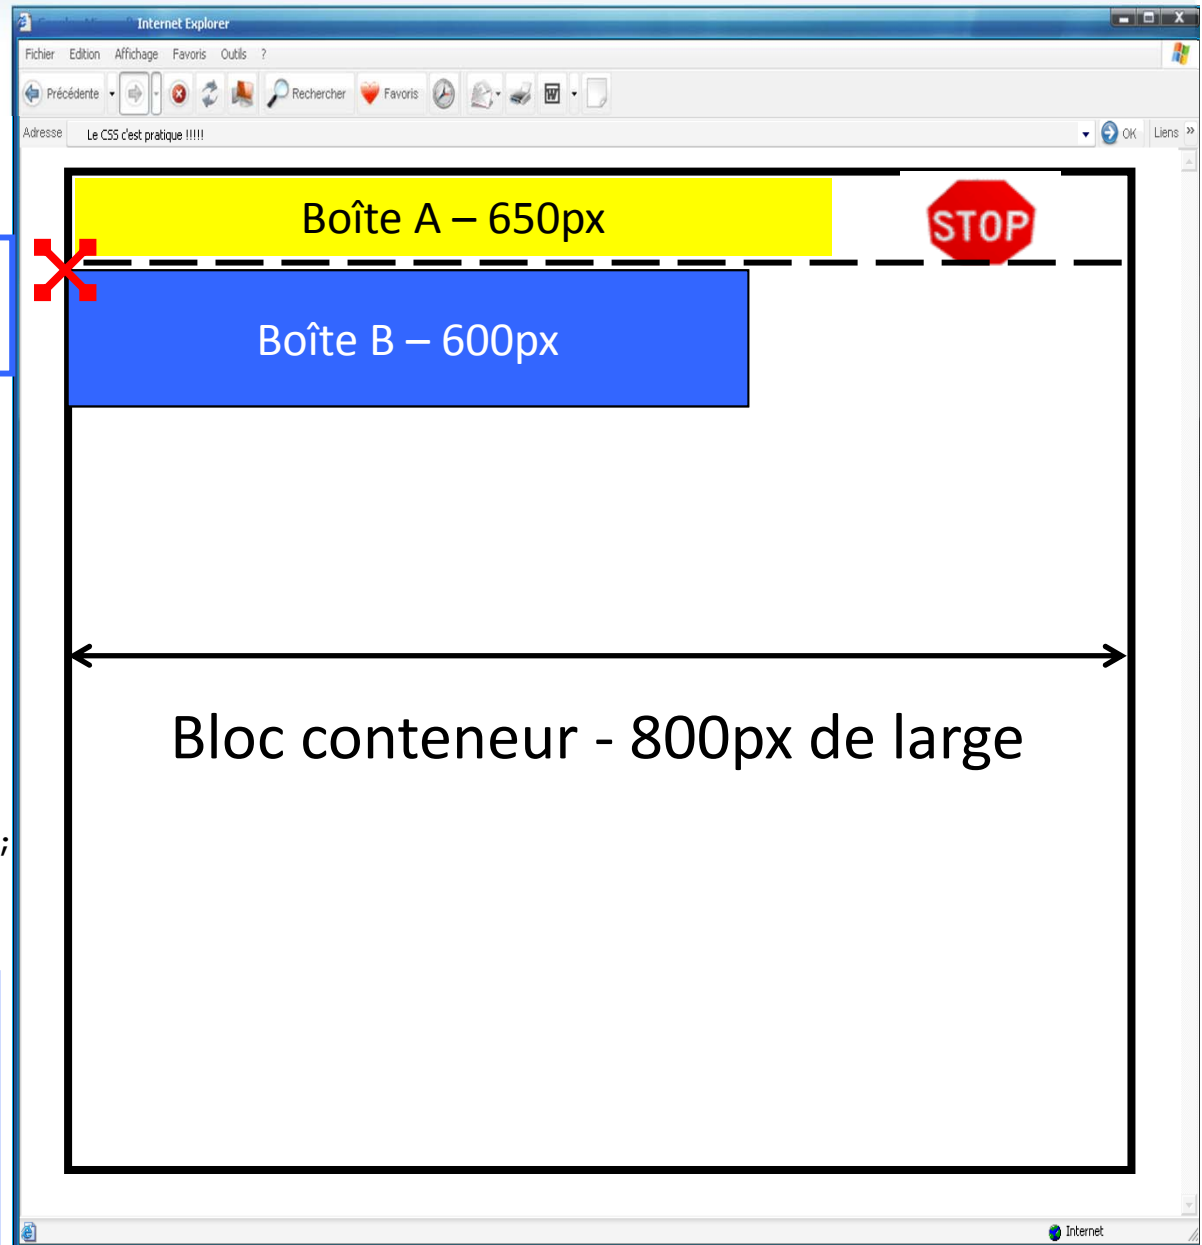 Internet Explorer
Fichier Edition Affichage Favoris Outils ?
Précédente Rechercher Favoris
Adresse Le CSS c'est pratique !!!!! OK Liens »
Boîte A – 650px
STOP
Boîte B – 600px
Bloc conteneur - 800px de large
;
Internet